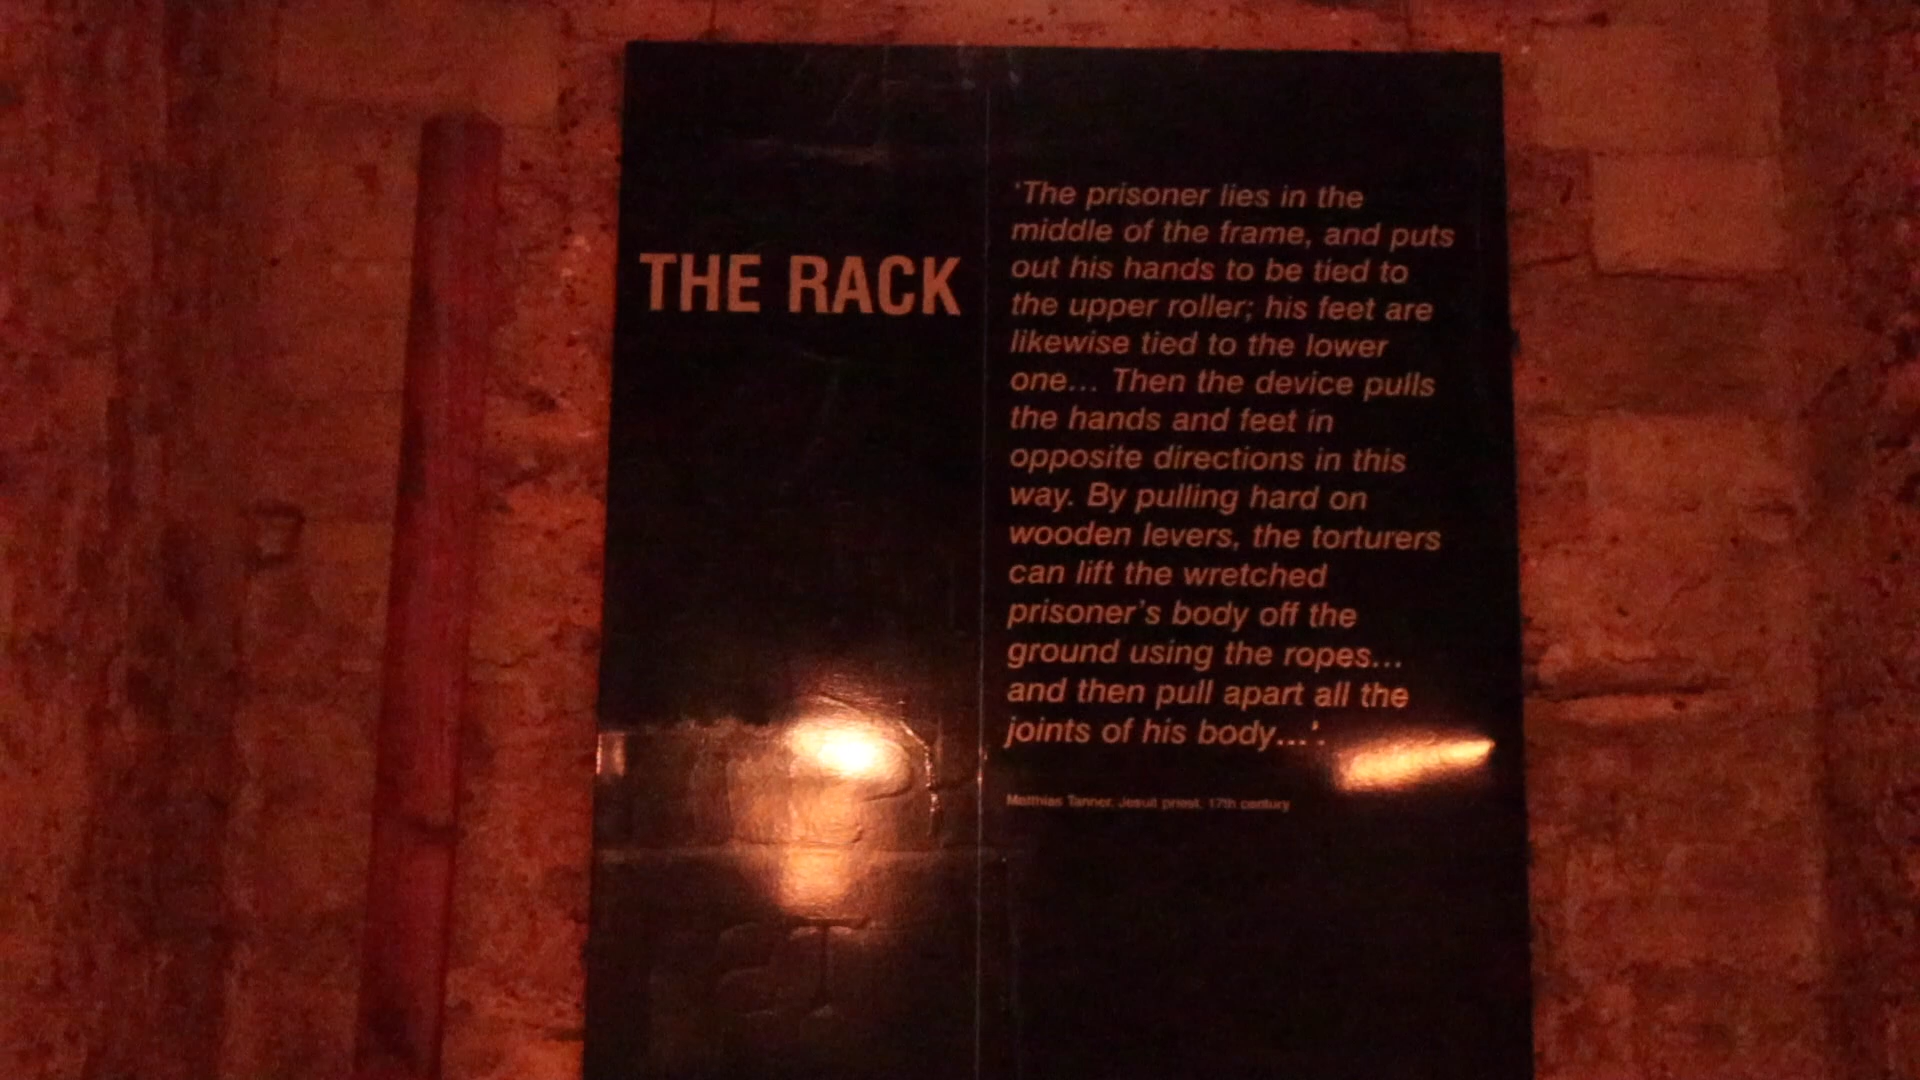 THE RACK
'The prisoner lies in the
middle of the frame, and puts
out his hands to be tied to
the upper roller; his feet are
likewise tied to the lower
one... Then the device pulls
the hands and feet in
opposite directions in this
way. By pulling hard on
wooden levers, the torturers
can lift the wretched
prisoner's body off the
ground using the ropes...
and then pull apart all the
joints of his body...'.
Matthias Tanner, Jesuit priest, 17th century